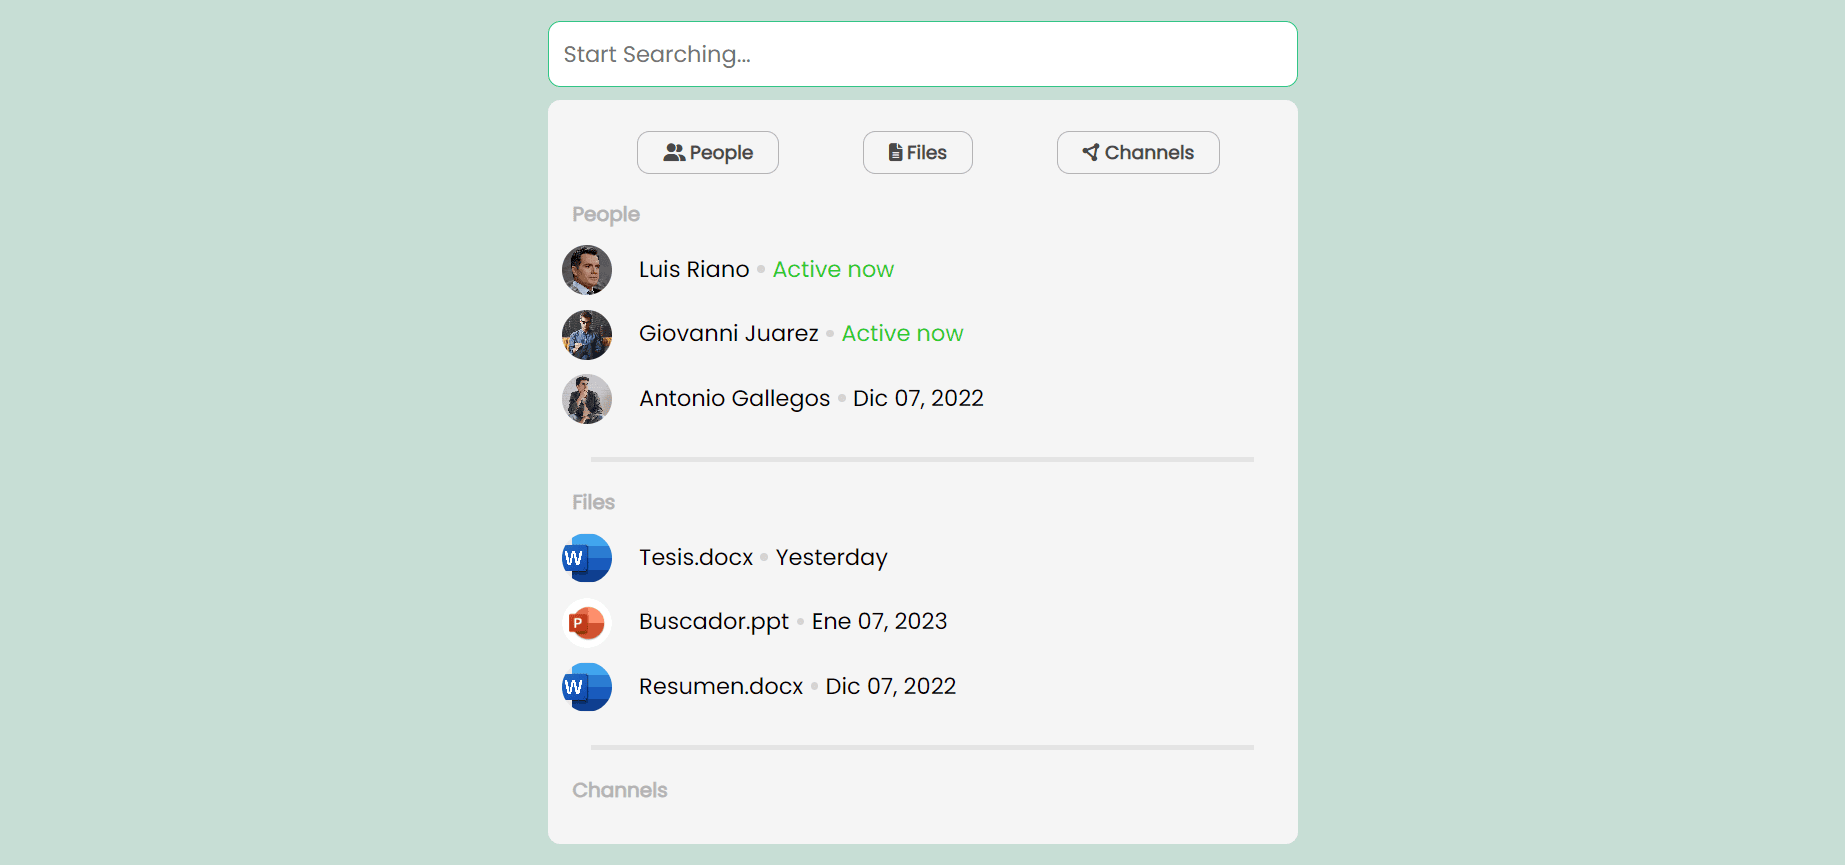 Start Searching...
People Files Channels
People
Luis Riano • Active now
Giovanni Juarez • Active now
Antonio Gallegos • Dic 07, 2022
Files
W Tesis.docx • Yesterday
P Buscador.ppt • Ene 07, 2023
W Resumen.docx • Dic 07, 2022
Channels